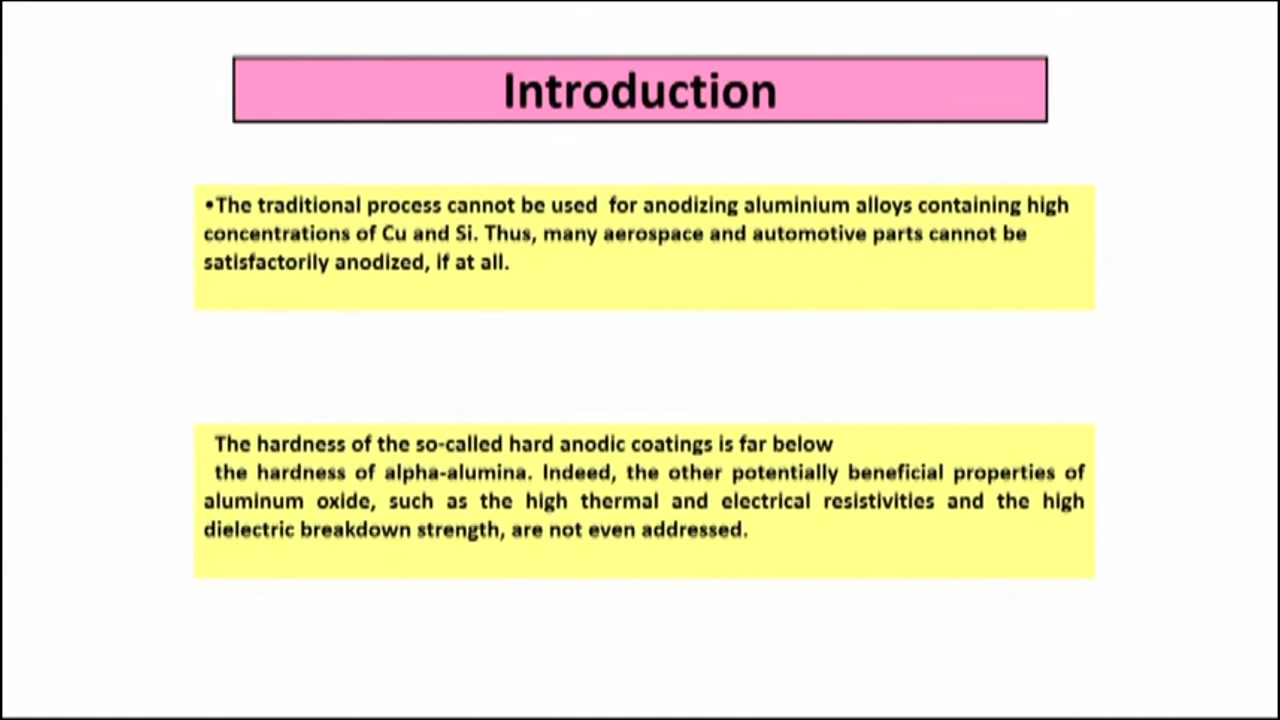 Introduction
•The traditional process cannot be used for anodizing aluminium alloys containing high
concentrations of Cu and Si. Thus, many aerospace and automotive parts cannot be
satisfactorily anodized, if at all.
The hardness of the so-called hard anodic coatings is far below
the hardness of alpha-alumina. Indeed, the other potentially beneficial properties of
aluminum oxide, such as the high thermal and electrical resistivities and the high
dielectric breakdown strength, are not even addressed.